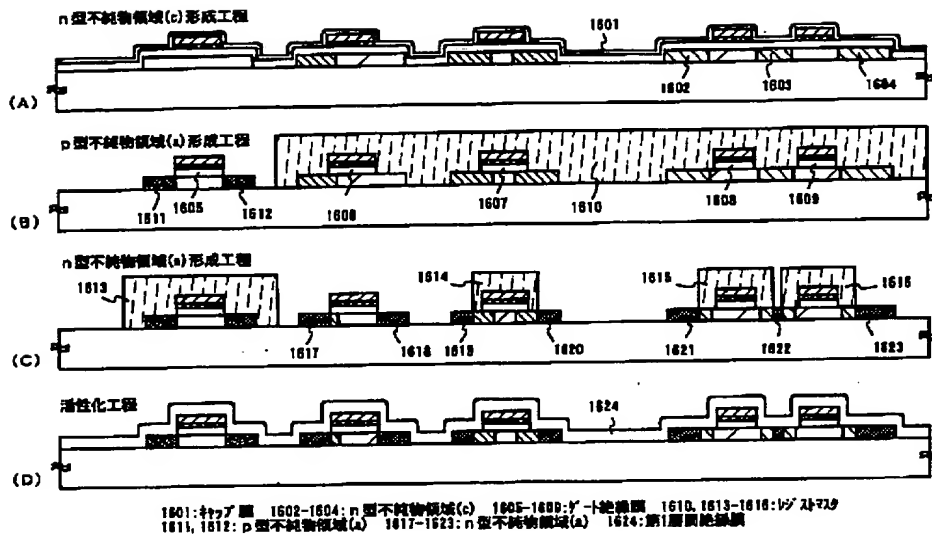 n型不純物領域(c)形成工程
1601
1602 1603 1604
(A)
p型不純物領域(a)形成工程
1611 1605 1612 1606 1607 1610 1608 1609
(B)
n型不純物領域(a)形成工程
1613 1614 1615 1616
1617 1618 1619 1620 1621 1622 1623
(C)
活性化工程
1624
(D)
1601:キャップ膜 1602-1604:n型不純物領域(c) 1605-1609:ゲート絶縁膜 1610,1613-1616:レジストマスク
1611,1612:p型不純物領域(a) 1617-1623:n型不純物領域(a) 1624:第1層間絶縁膜